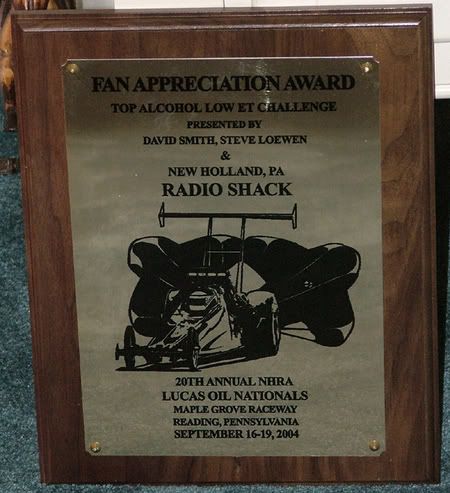 FAN APPRECIATION AWARD
TOP ALCOHOL LOW ET CHALLENGE
PRESENTED BY
DAVID SMITH, STEVE LOEWEN
&
NEW HOLLAND, PA
RADIO SHACK
20TH ANNUAL NHRA
LUCAS OIL NATIONALS
MAPLE GROVE RACEWAY
READING, PENNSYLVANIA
SEPTEMBER 16-19, 2004